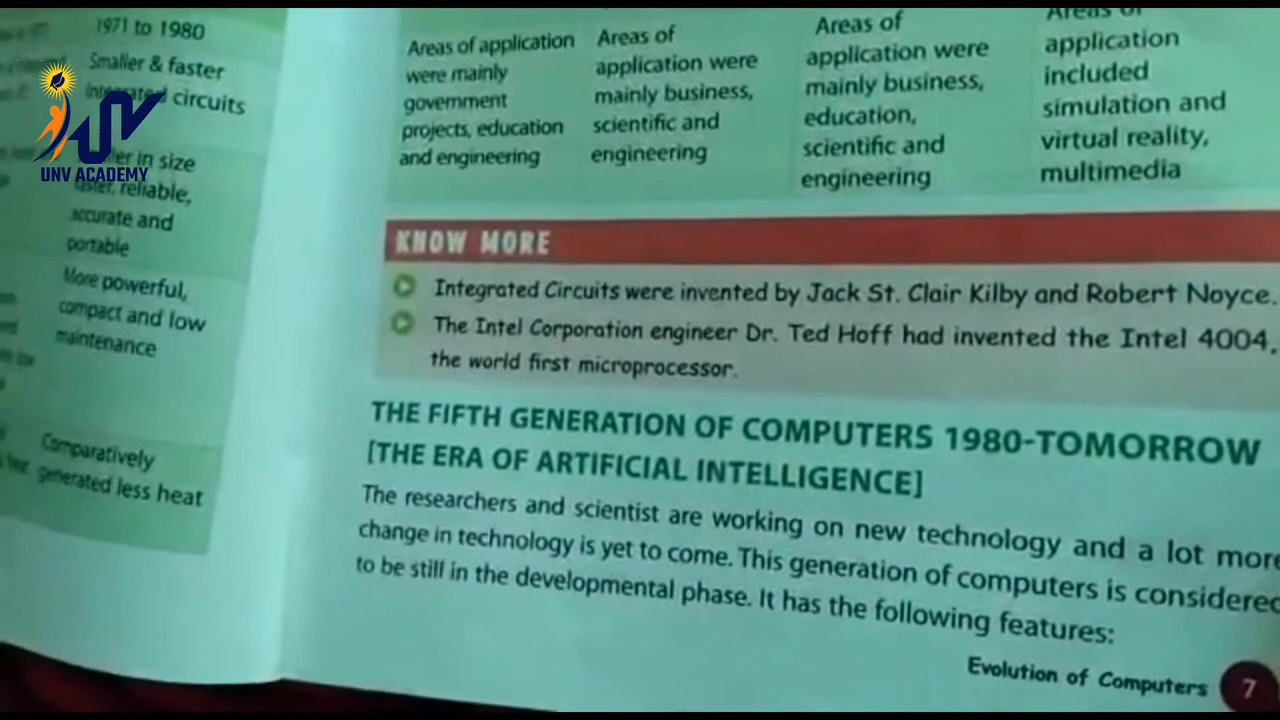 1971 to 1980
Smaller & faster
integrated circuits
in size
reliable,
accurate and
portable
More powerful,
compact and low
maintenance
Comparatively
generated less heat
UNV ACADEMY
Areas of application
were mainly
government
projects, education
and engineering
Areas of
application were
mainly business,
scientific and
engineering
Areas of
application were
mainly business,
education,
scientific and
engineering
Areas of
application
included
simulation and
virtual reality,
multimedia
KNOW MORE
Integrated Circuits were invented by Jack St. Clair Kilby and Robert Noyce.
The Intel Corporation engineer Dr. Ted Hoff had invented the Intel 4004,
the world first microprocessor.
THE FIFTH GENERATION OF COMPUTERS 1980-TOMORROW
[THE ERA OF ARTIFICIAL INTELLIGENCE]
The researchers and scientist are working on new technology and a lot more
change in technology is yet to come. This generation of computers is considered
to be still in the developmental phase. It has the following features:
Evolution of Computers 7